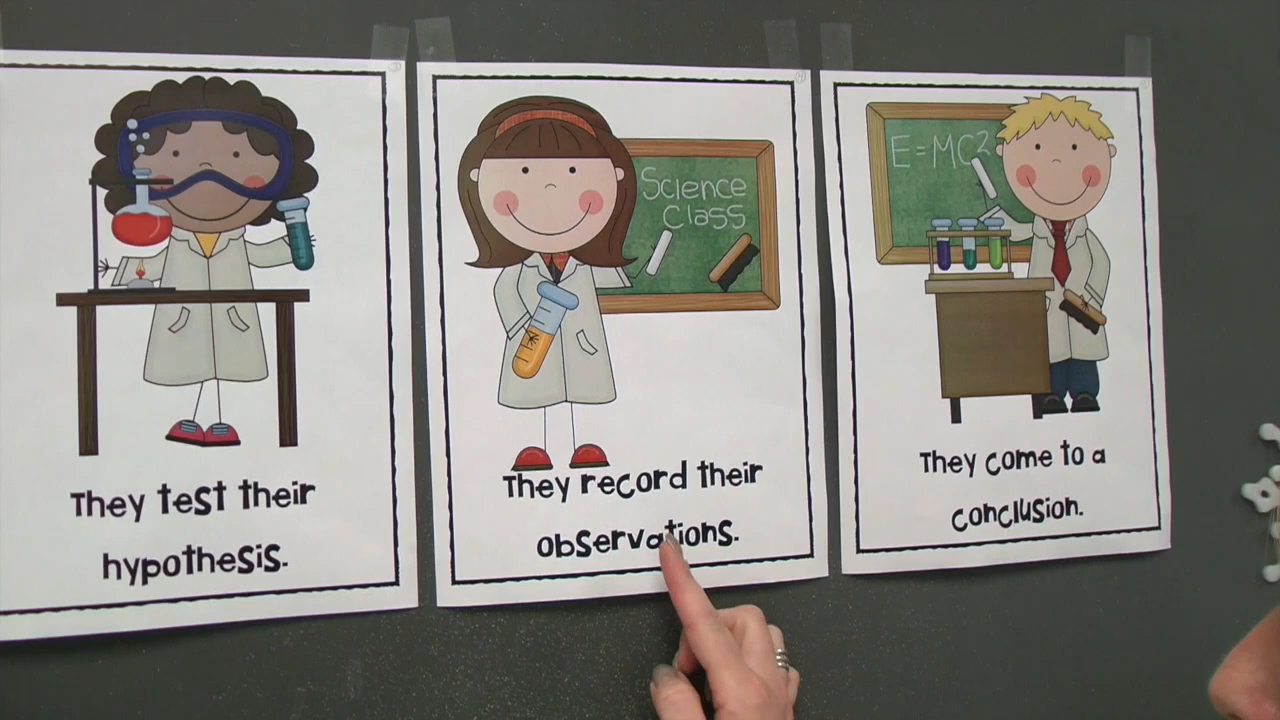 They test their
hypothesis.
Science
Class
They record their
observations.
E=MC2
They come to a
conclusion.